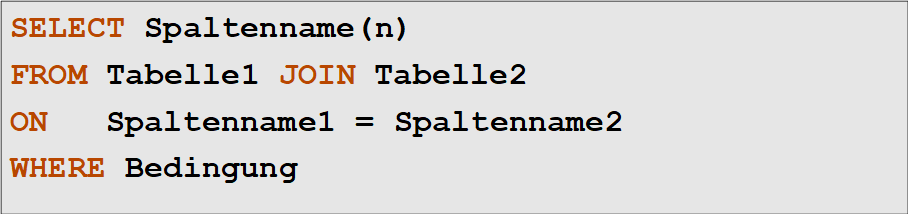 SELECT Spaltenname(n)
FROM Tabelle1 JOIN Tabelle2
ON Spaltenname1 = Spaltenname2
WHERE Bedingung